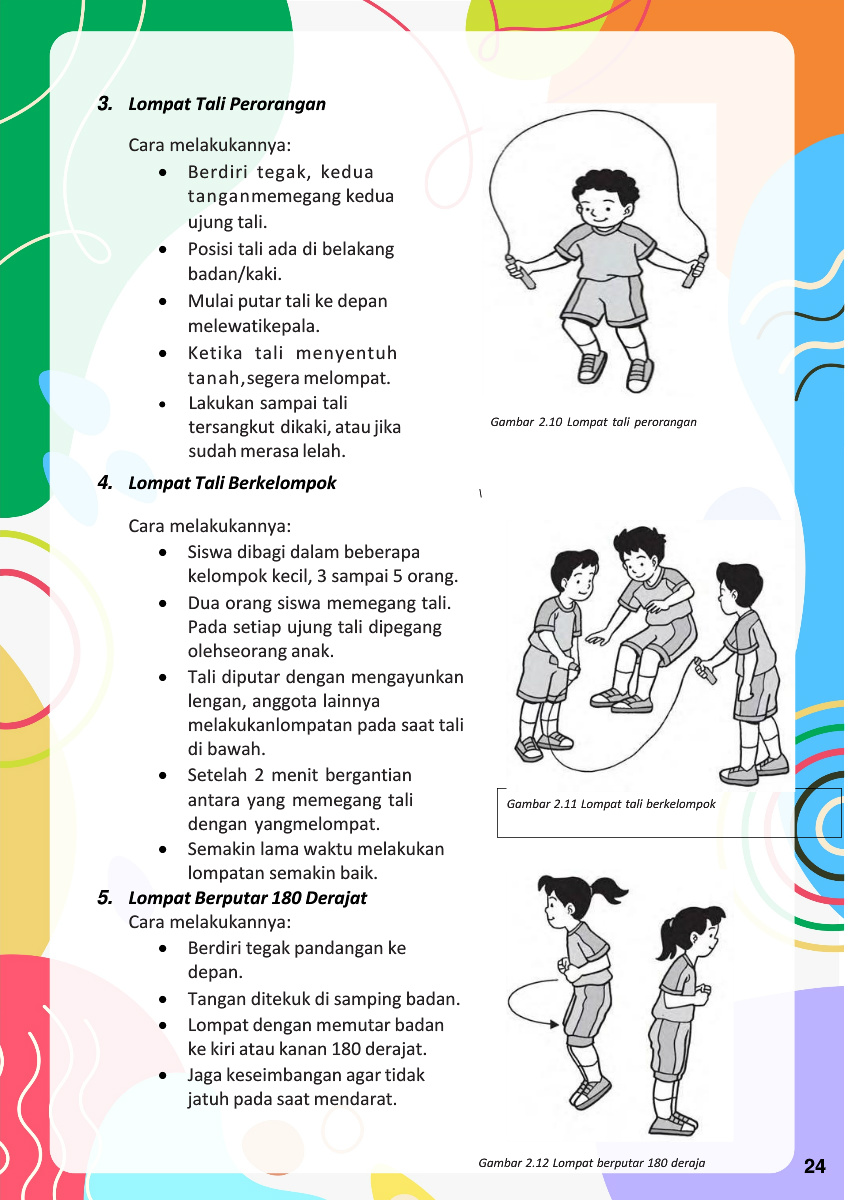 3. Lompat Tali Perorangan
Cara melakukannya:
• Berdiri tegak, kedua
tanganmemegang kedua
ujung tali.
• Posisi tali ada di belakang
badan/kaki.
• Mulai putar tali ke depan
melewatikepala.
• Ketika tali menyentuh
tanah,segera melompat.
• Lakukan sampai tali
tersangkut dikaki, atau jika
sudah merasa lelah.
Gambar 2.10 Lompat tali perorangan
4. Lompat Tali Berkelompok
\
Cara melakukannya:
• Siswa dibagi dalam beberapa
kelompok kecil, 3 sampai 5 orang.
• Dua orang siswa memegang tali.
Pada setiap ujung tali dipegang
olehseorang anak.
• Tali diputar dengan mengayunkan
lengan, anggota lainnya
melakukanlompatan pada saat tali
di bawah.
• Setelah 2 menit bergantian
antara yang memegang tali
dengan yangmelompat.
• Semakin lama waktu melakukan
lompatan semakin baik.
Gambar 2.11 Lompat tali berkelompok
5. Lompat Berputar 180 Derajat
Cara melakukannya:
• Berdiri tegak pandangan ke
depan.
• Tangan ditekuk di samping badan.
• Lompat dengan memutar badan
ke kiri atau kanan 180 derajat.
• Jaga keseimbangan agar tidak
jatuh pada saat mendarat.
Gambar 2.12 Lompat berputar 180 deraja
24